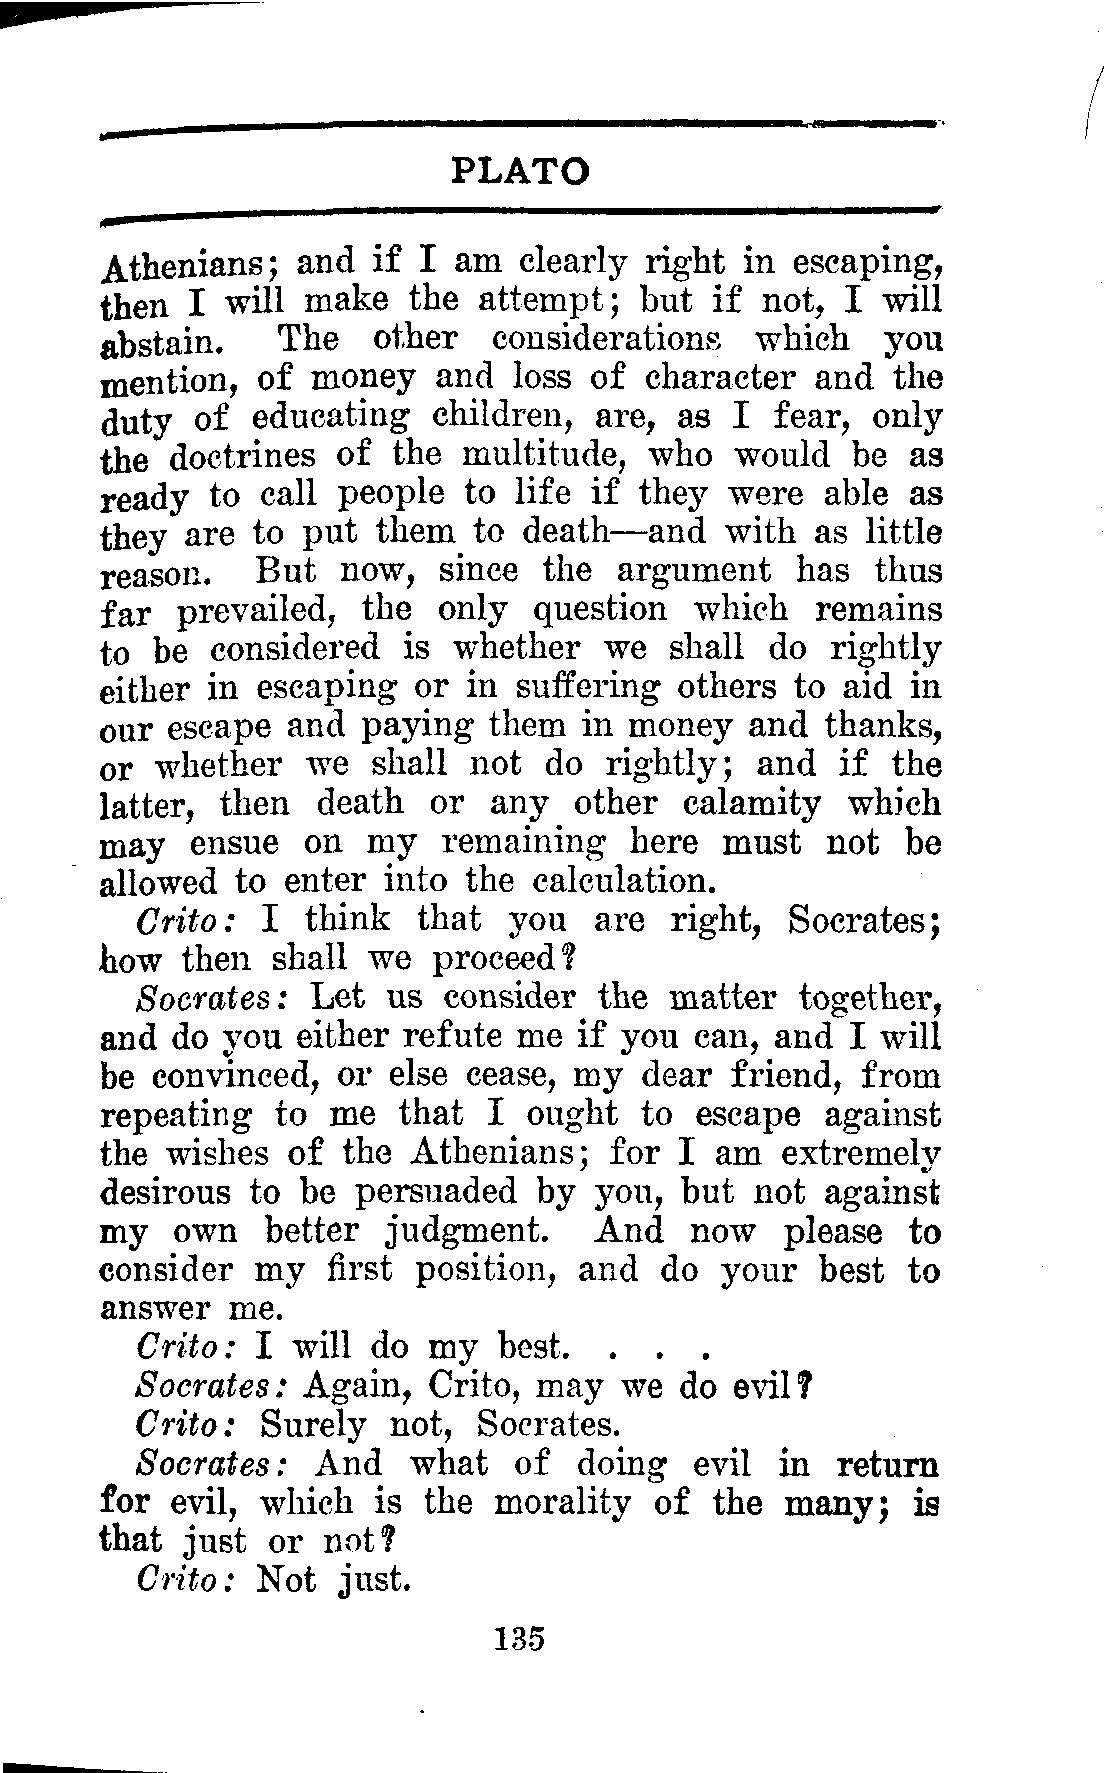 PLATO
Athenians; and if I am clearly right in escaping,
then I will make the attempt; but if not, I will
abstain. The other considerations which you
mention, of money and loss of character and the
duty of educating children, are, as I fear, only
the doctrines of the multitude, who would be as
ready to call people to life if they were able as
they are to put them to death—and with as little
reason. But now, since the argument has thus
far prevailed, the only question which remains
to be considered is whether we shall do rightly
either in escaping or in suffering others to aid in
our escape and paying them in money and thanks,
or whether we shall not do rightly; and if the
latter, then death or any other calamity which
may ensue on my remaining here must not be
allowed to enter into the calculation.
Crito: I think that you are right, Socrates;
how then shall we proceed?
Socrates: Let us consider the matter together,
and do you either refute me if you can, and I will
be convinced, or else cease, my dear friend, from
repeating to me that I ought to escape against
the wishes of the Athenians; for I am extremely
desirous to be persuaded by you, but not against
my own better judgment. And now please to
consider my first position, and do your best to
answer me.
Crito: I will do my best. . . .
Socrates: Again, Crito, may we do evil?
Crito: Surely not, Socrates.
Socrates: And what of doing evil in return
for evil, which is the morality of the many; is
that just or not?
Crito: Not just.
135